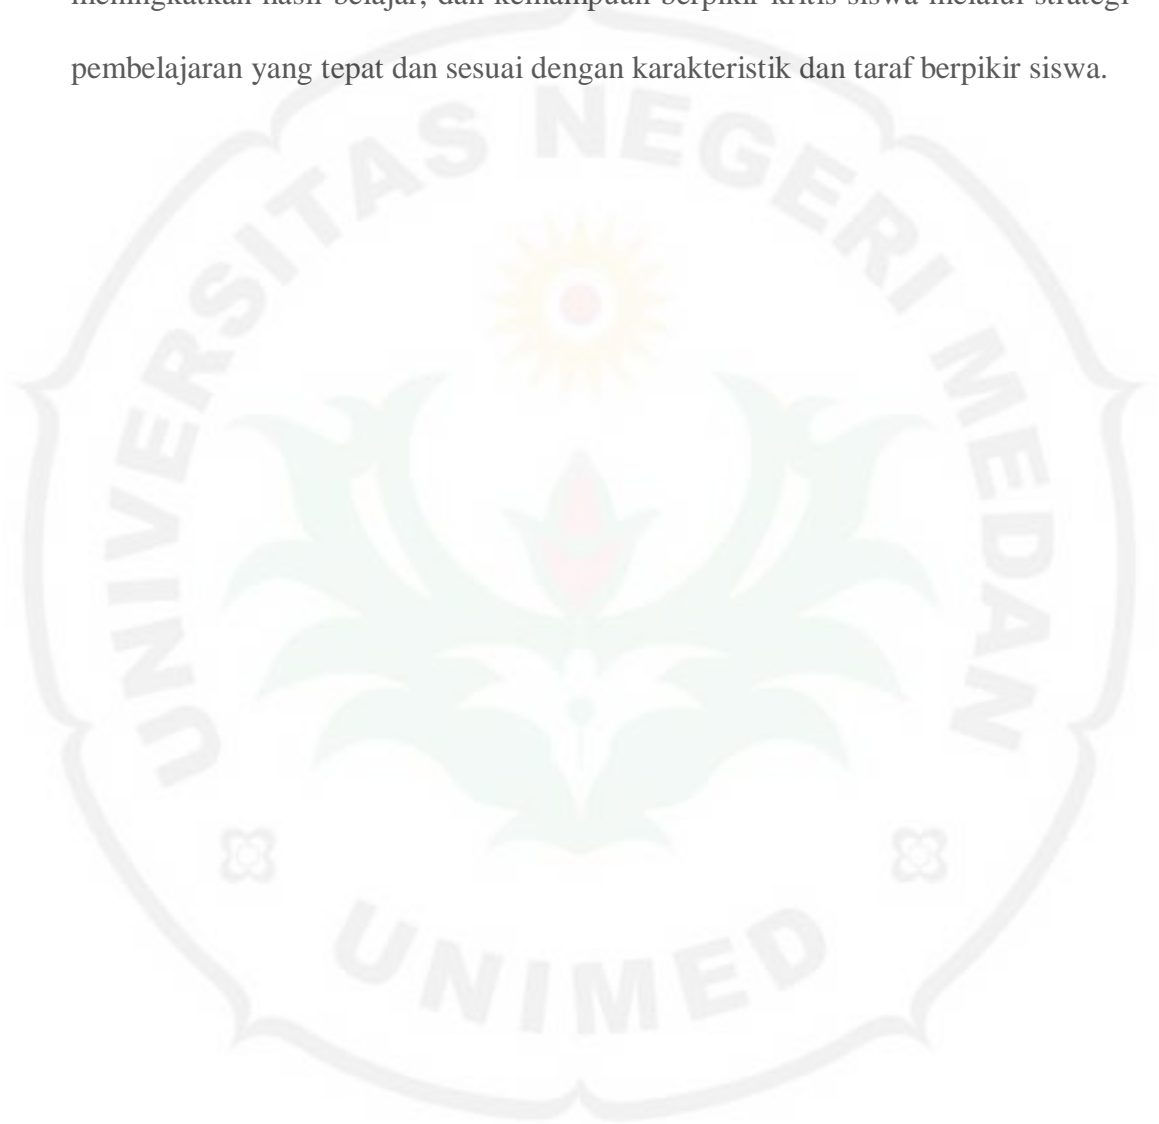 meningkatkan hasil belajar, dan kemampuan berpikir kritis siswa melalui strategi
pembelajaran yang tepat dan sesuai dengan karakteristik dan taraf berpikir siswa.
UNIVERSITAS NEGERI MEDAN
UNIMED